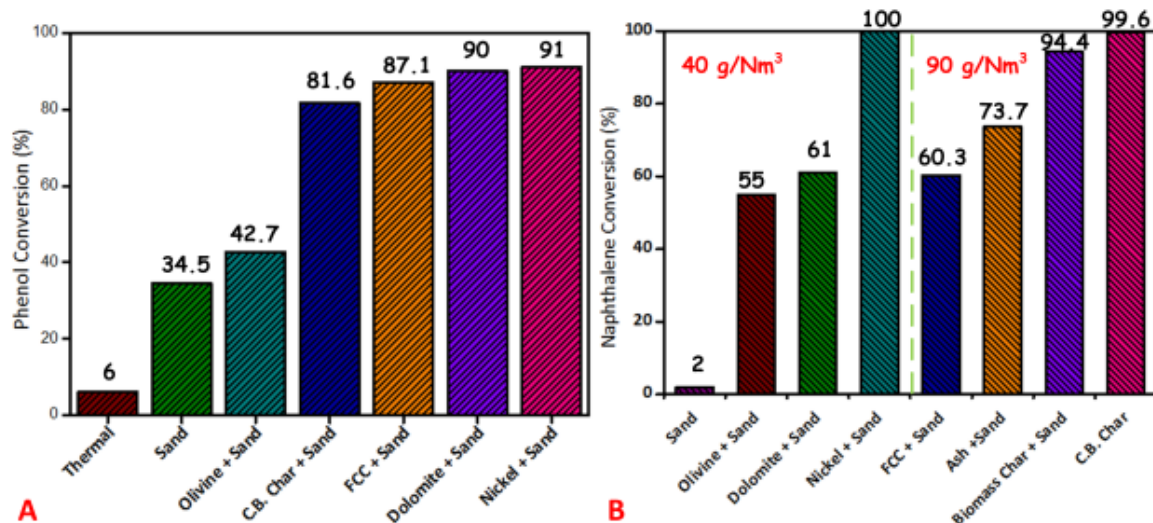 Phenol Conversion (%)
100
80
60
40
20
0
6
34.5
42.7
81.6
87.1
90
91
Thermal
Sand
Olivine + Sand
C.B. Char + Sand
FCC + Sand
Dolomite + Sand
Nickel + Sand
A
Naphthalene Conversion (%)
100
80
60
40
20
0
40 g/Nm³
90 g/Nm³
2
55
61
100
60.3
73.7
94.4
99.6
Sand
Olivine + Sand
Dolomite + Sand
Nickel + Sand
FCC + Sand
Ash +Sand
Biomass Char + Sand
C.B. Char
B